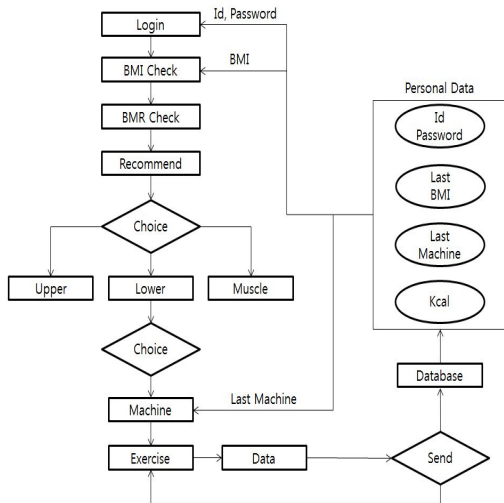 Login
Id, Password
BMI Check
BMI
BMR Check
Recommend
Choice
Upper
Lower
Muscle
Choice
Machine
Last Machine
Exercise
Data
Send
Database
Personal Data
Id
Password
Last
BMI
Last
Machine
Kcal